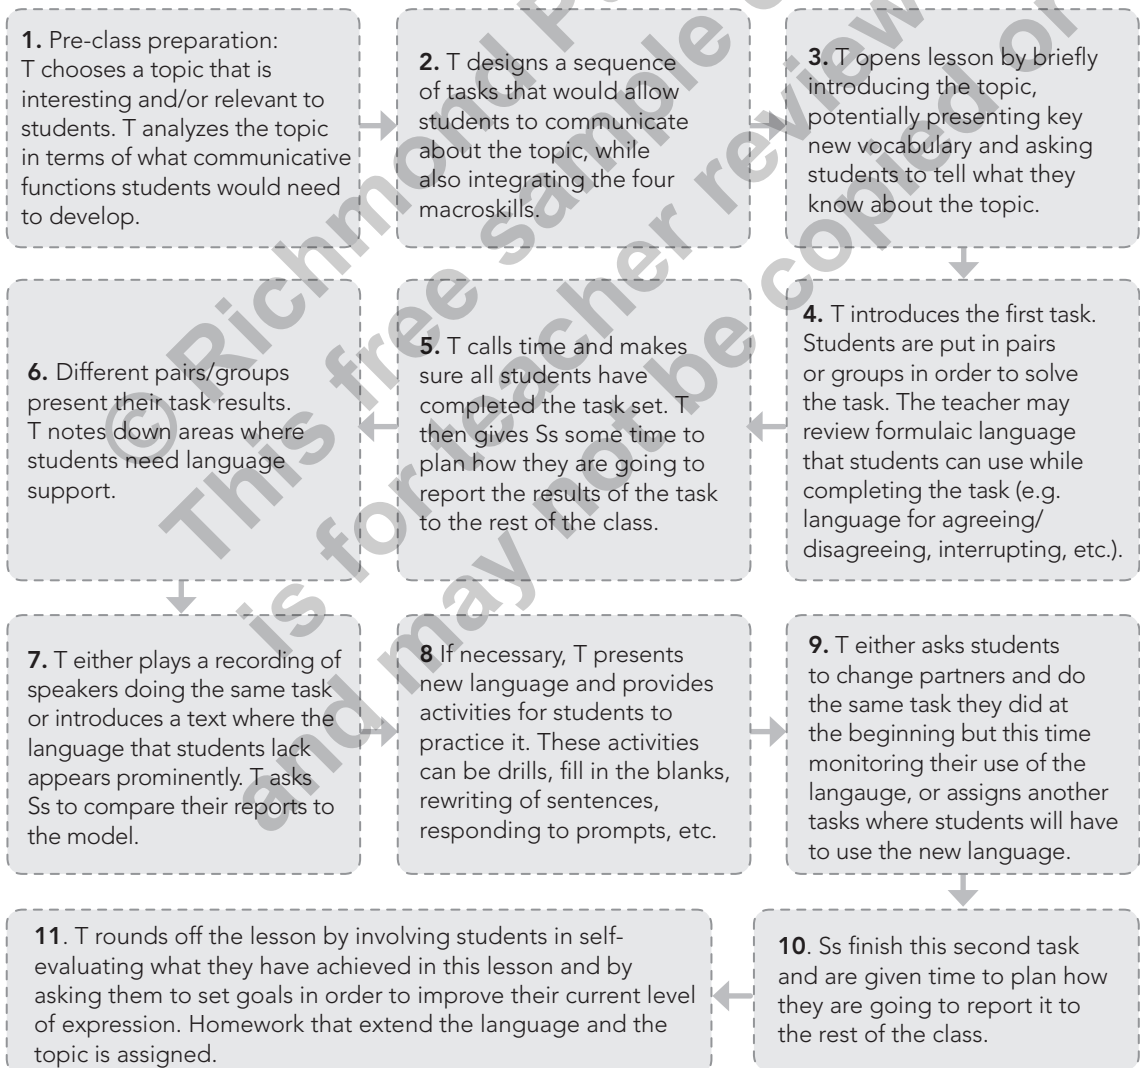 1. Pre-class preparation:
T chooses a topic that is
interesting and/or relevant to
students. T analyzes the topic
in terms of what communicative
functions students would need
to develop.
2. T designs a sequence
of tasks that would allow
students to communicate
about the topic, while
also integrating the four
macroskills.
3. T opens lesson by briefly
introducing the topic,
potentially presenting key
new vocabulary and asking
students to tell what they
know about the topic.
4. T introduces the first task.
Students are put in pairs
or groups in order to solve
the task. The teacher may
review formulaic language
that students can use while
completing the task (e.g.
language for agreeing/
disagreeing, interrupting, etc.).
5. T calls time and makes
sure all students have
completed the task set. T
then gives Ss some time to
plan how they are going to
report the results of the task
to the rest of the class.
6. Different pairs/groups
present their task results.
T notes down areas where
students need language
support.
7. T either plays a recording of
speakers doing the same task
or introduces a text where the
language that students lack
appears prominently. T asks
Ss to compare their reports to
the model.
8 If necessary, T presents
new language and provides
activities for students to
practice it. These activities
can be drills, fill in the blanks,
rewriting of sentences,
responding to prompts, etc.
9. T either asks students
to change partners and do
the same task they did at
the beginning but this time
monitoring their use of the
langauge, or assigns another
tasks where students will have
to use the new language.
10. Ss finish this second task
and are given time to plan how
they are going to report it to
the rest of the class.
11. T rounds off the lesson by involving students in self-
evaluating what they have achieved in this lesson and by
asking them to set goals in order to improve their current level
of expression. Homework that extend the language and the
topic is assigned.
© Richmond
This free sample
is for teacher review
and may not be copied or